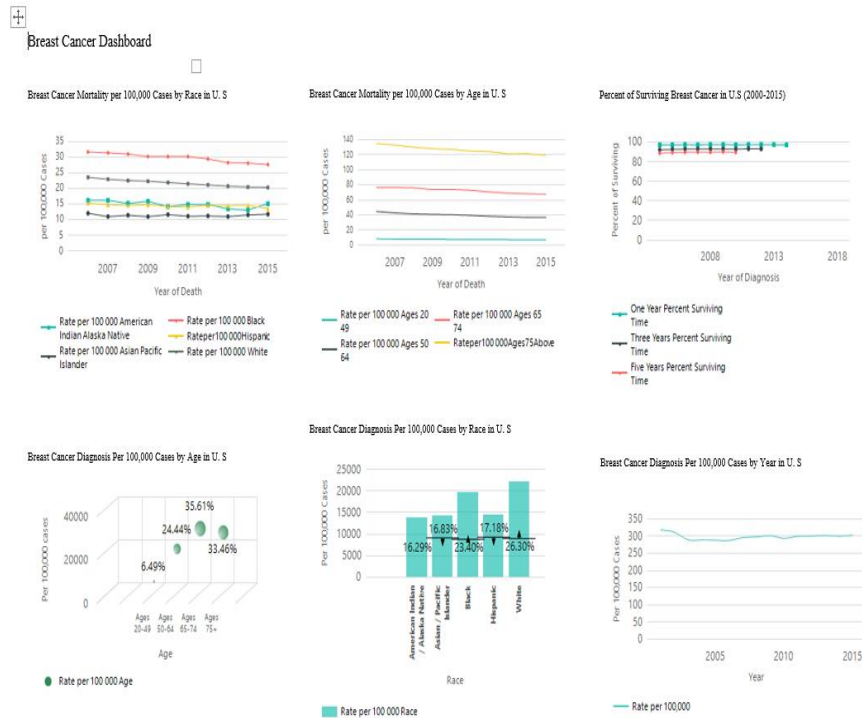 Breast Cancer Dashboard
Breast Cancer Mortality per 100,000 Cases by Race in U. S
per 100,000 Cases
35
30
25
20
15
10
5
0
2007 2009 2011 2013 2015
Year of Death
Rate per 100 000 American Indian Alaska Native
Rate per 100 000 Asian Pacific Islander
Rate per 100 000 Black
Rateper100000Hispanic
Rate per 100 000 White
Breast Cancer Mortality per 100,000 Cases by Age in U. S
per 100,000 Cases
140
120
100
80
60
40
20
0
2007 2009 2011 2013 2015
Year of Death
Rate per 100 000 Ages 20 49
Rate per 100 000 Ages 50 64
Rate per 100 000 Ages 65 74
Rateper100000Ages75Above
Percent of Surviving Breast Cancer in U.S (2000-2015)
Percent of Surviving
100
80
60
40
20
0
2008 2013 2018
Year of Diagnosis
One Year Percent Surviving
Time
Three Years Percent Surviving
Time
Five Years Percent Surviving
Time
Breast Cancer Diagnosis Per 100,000 Cases by Age in U. S
Per 100,000 cases
40000
20000
0
6.49%
24.44%
35.61%
33.46%
Ages 20-49
Ages 50-64
Ages 65-74
Ages 75+
Age
Rate per 100 000 Age
Breast Cancer Diagnosis Per 100,000 Cases by Race in U. S
Per 100,000 Cases
25000
20000
15000
10000
5000
0
16.29%
16.83%
23.40%
17.18%
26.30%
American Indian / Alaska Native
Asian / Pacific Islander
Black
Hispanic
White
Race
Rate per 100 000 Race
Breast Cancer Diagnosis Per 100,000 Cases by Year in U. S
Per 100,000 Cases
350
300
250
200
150
100
50
0
2005 2010 2015
Year
Rate per 100,000